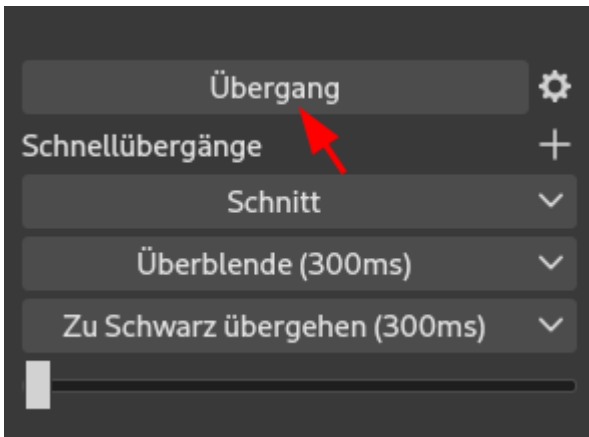 Übergang
Schnellübergänge
Schnitt
Überblende (300ms)
Zu Schwarz übergehen (300ms)